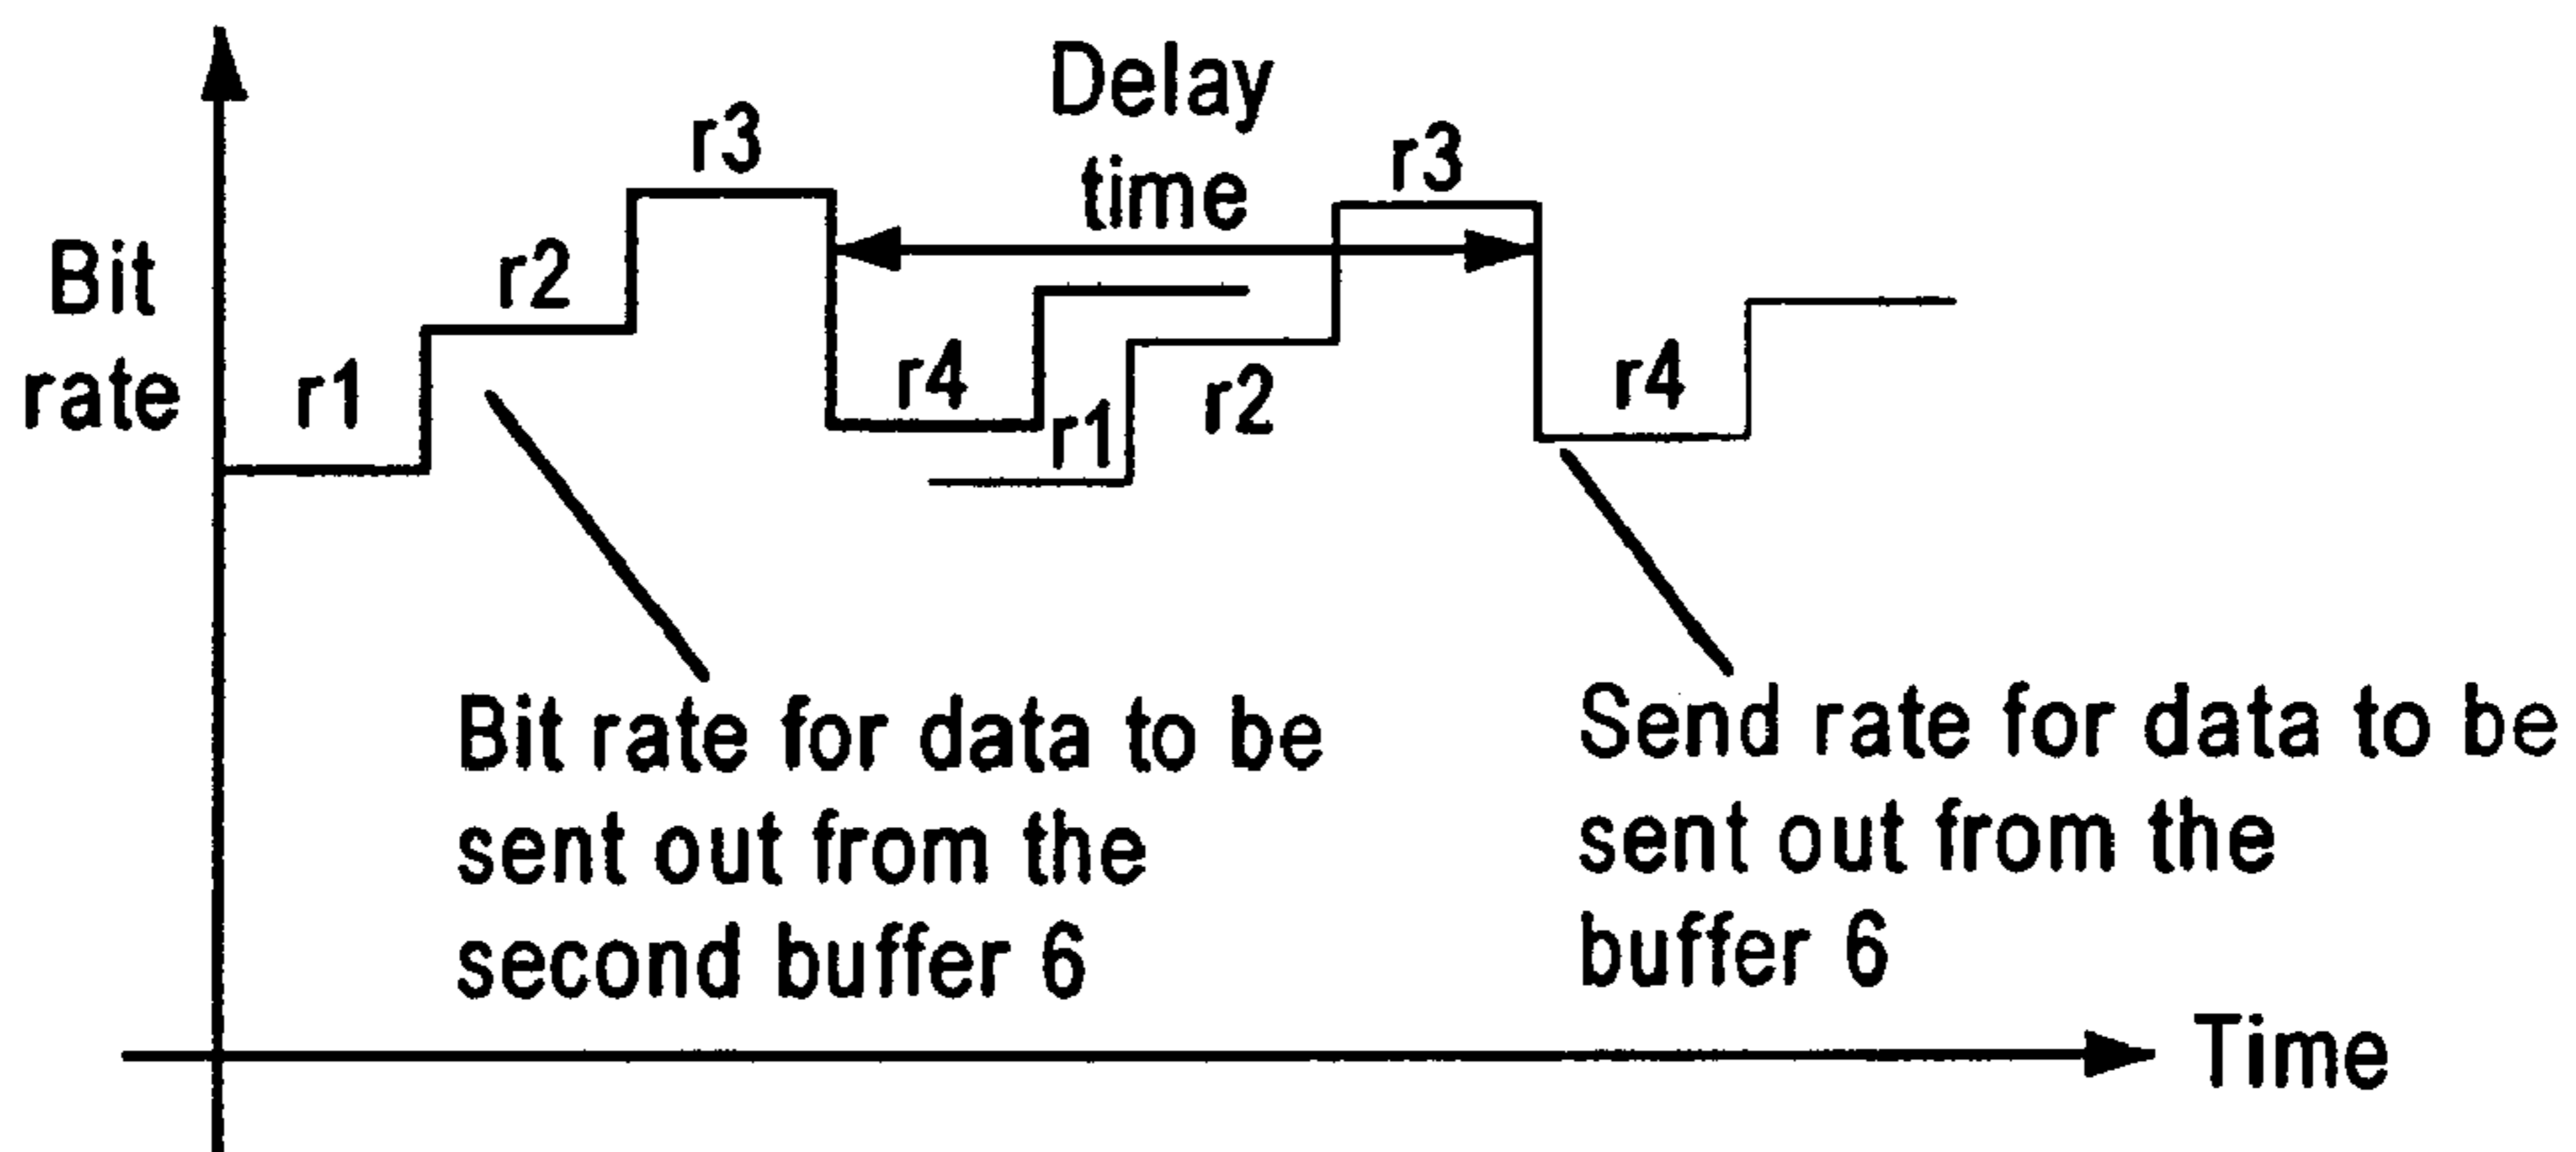 Delay
time
r3
r3
Bit
rate
r2
r1
r4
r1
r2
r4
Bit rate for data to be
sent out from the
second buffer 6
Send rate for data to be
sent out from the
buffer 6
Time